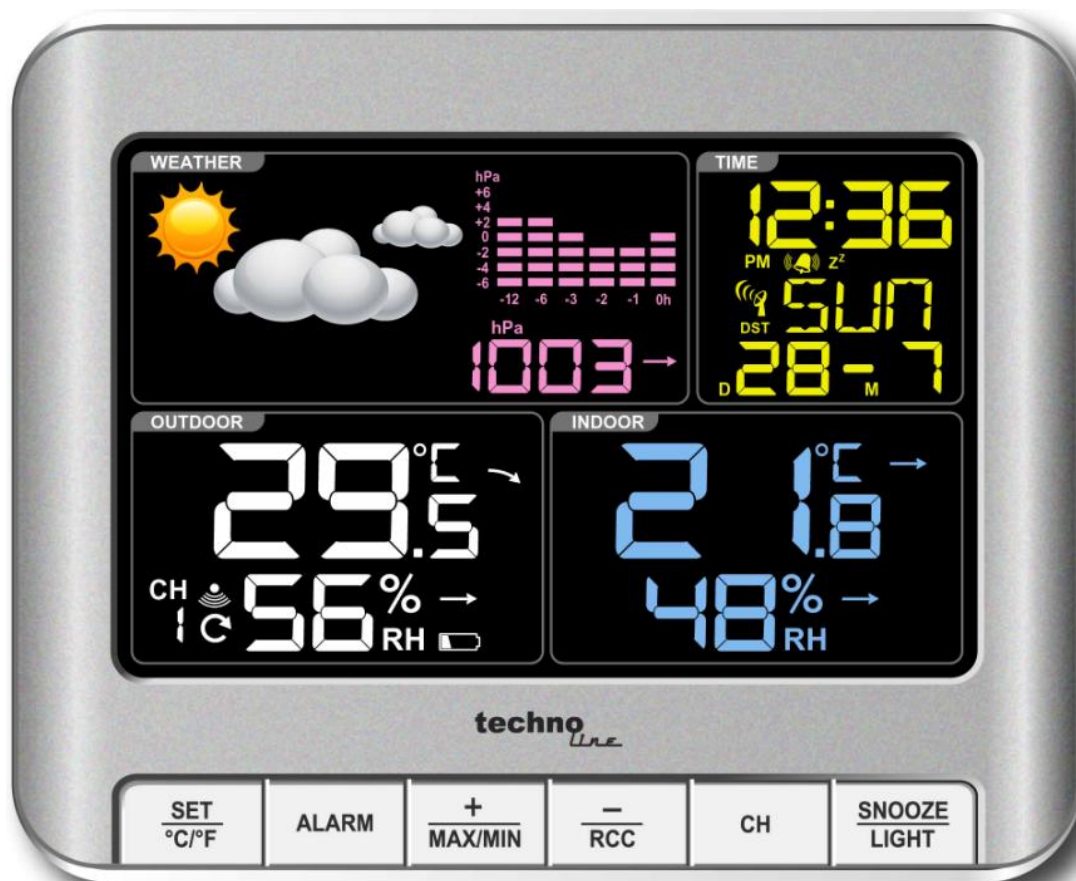 WEATHER
hPa
+6
+4
+2
0
-2
-4
-6
-12 -6 -3 -2 -1 0h
hPa
1003
TIME
12:36
PM Zz
SUN
DST
D 28- M 7
OUTDOOR
29.5 °C
CH 1
56% RH
INDOOR
21.8 °C
48% RH
techno line
SET
°C/°F
ALARM
+
MAX/MIN
–
RCC
CH
SNOOZE
LIGHT